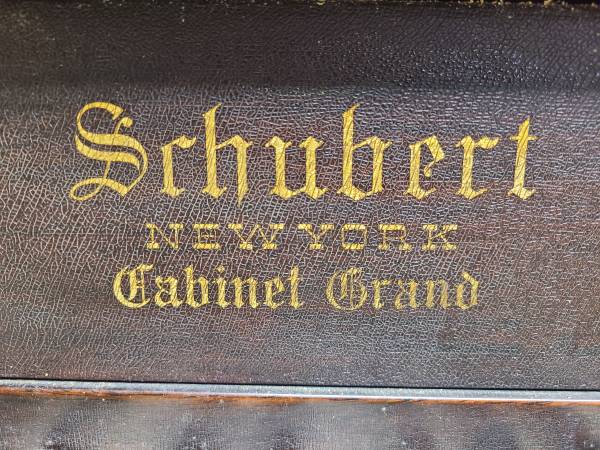 Schubert
NEW YORK
Cabinet Grand